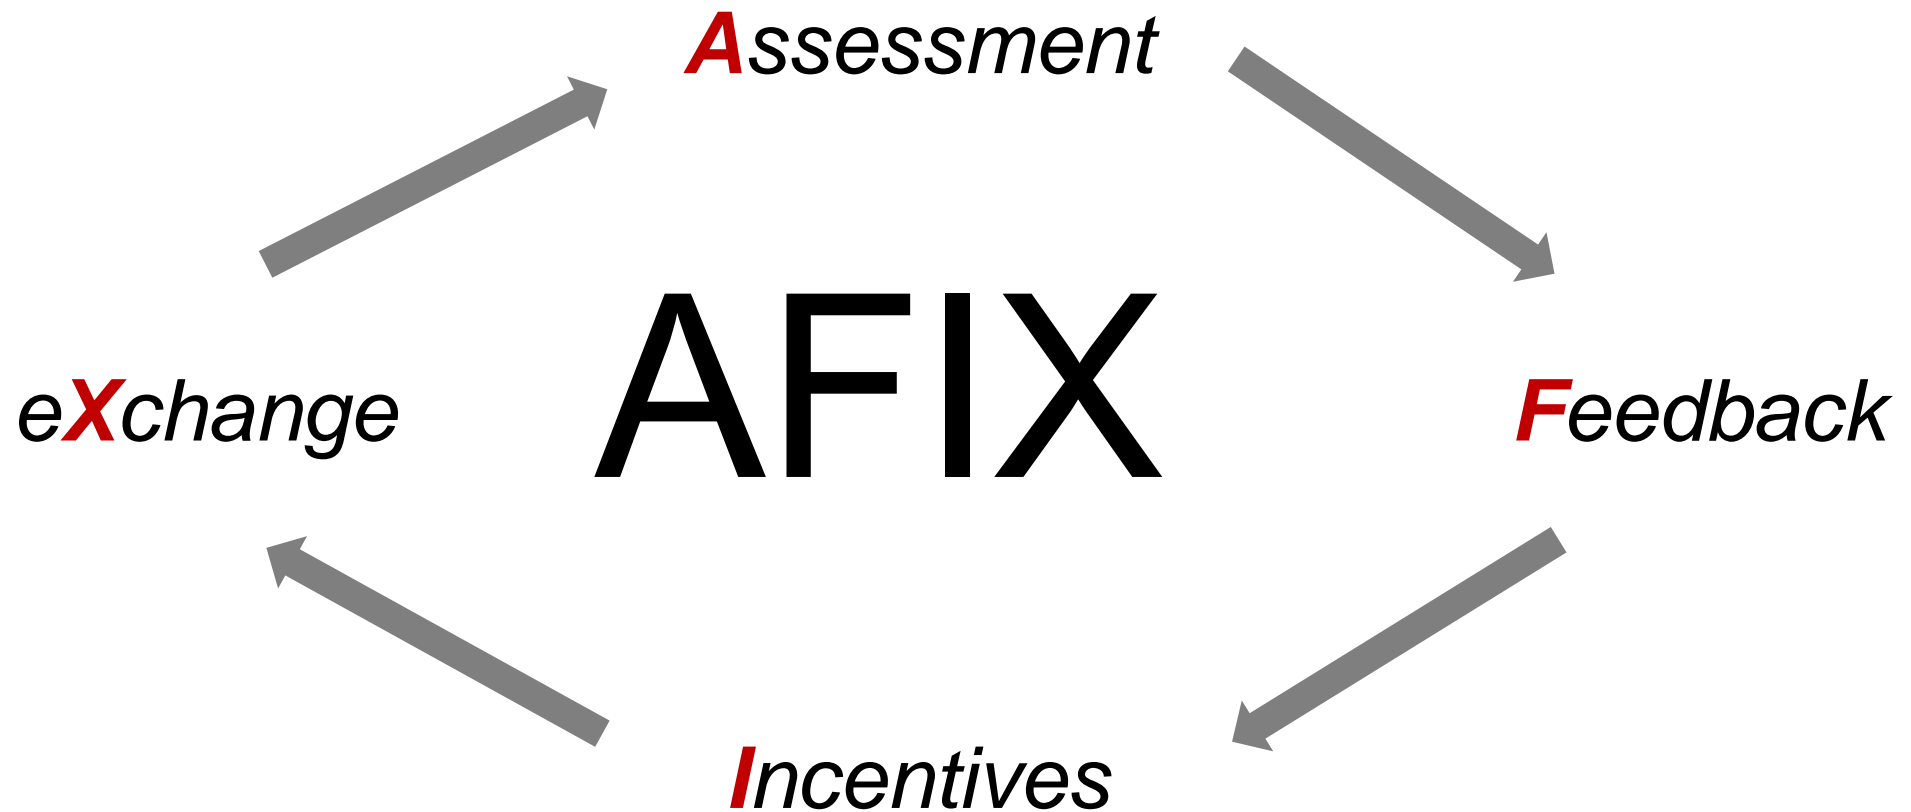 Assessment
AFIX
eXchange
Feedback
Incentives